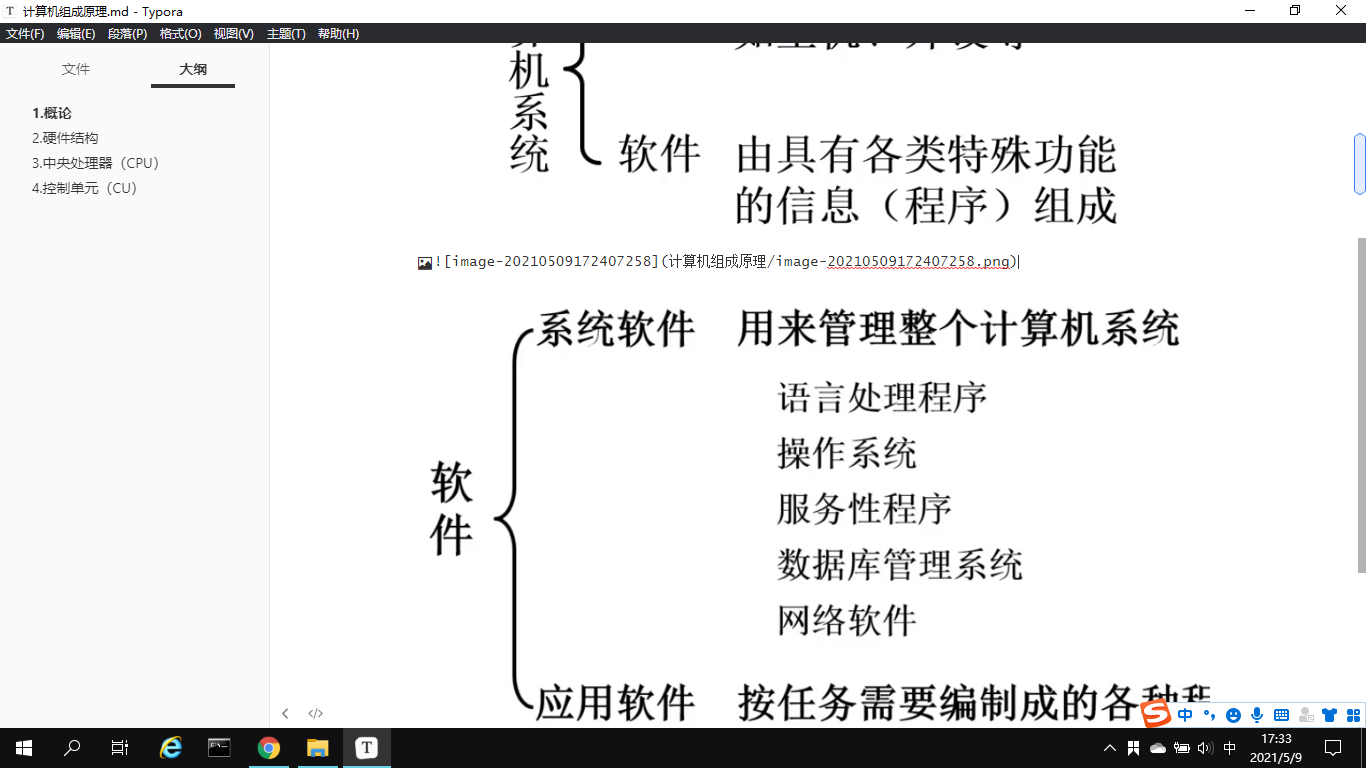 计算机组成原理.md - Typora
文件(F) 编辑(E) 段落(P) 格式(O) 视图(V) 主题(T) 帮助(H)
文件 大纲
1.概论
2.硬件结构
3.中央处理器（CPU）
4.控制单元（CU）
机系统
软件 由具有各类特殊功能
的信息（程序）组成
![image-20210509172407258](计算机组成原理/image-20210509172407258.png)
软件
系统软件 用来管理整个计算机系统
语言处理程序
操作系统
服务性程序
数据库管理系统
网络软件
应用软件 按任务需要编制成的各种
中
中
17:33
2021/5/9